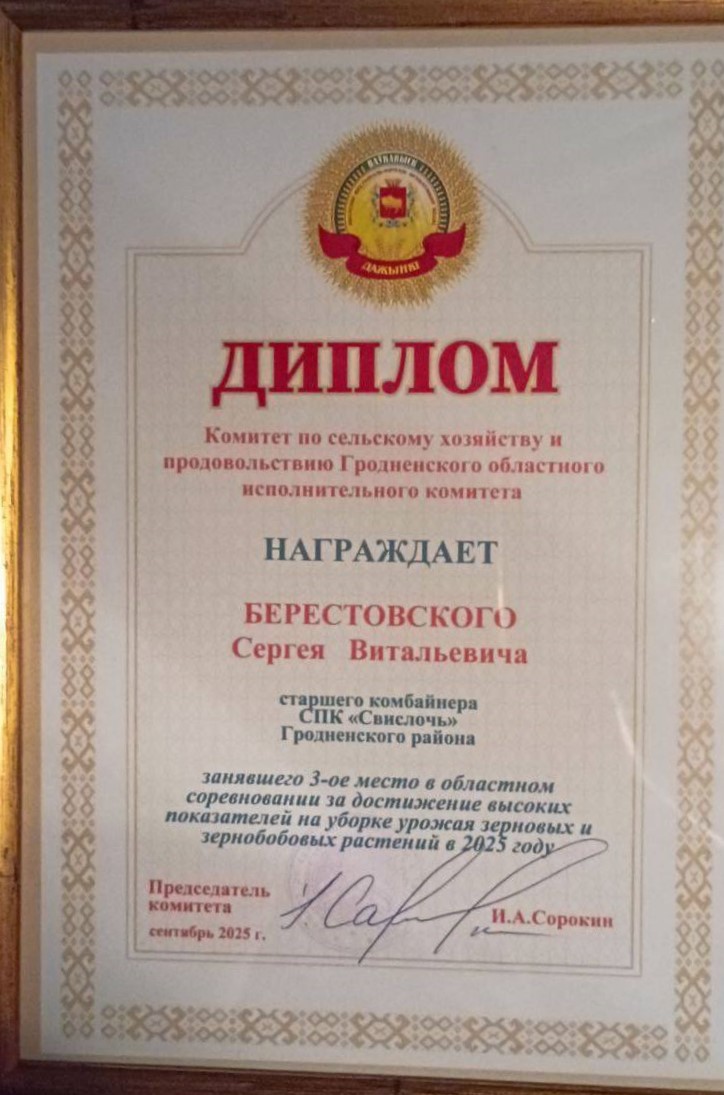 ДАЖЫНКІ
ДИПЛОМ
Комитет по сельскому хозяйству и
продовольствию Гродненского областного
исполнительного комитета
НАГРАЖДАЕТ
БЕРЕСТОВСКОГО
Сергея Витальевича
старшего комбайнера
СПК «Свислочь»
Гродненского района
занявшего 3-ое место в областном
соревновании за достижение высоких
показателей на уборке урожая зерновых и
зернобобовых растений в 2025 году
Председатель
комитета
И.А.Сорокин
сентябрь 2025 г.